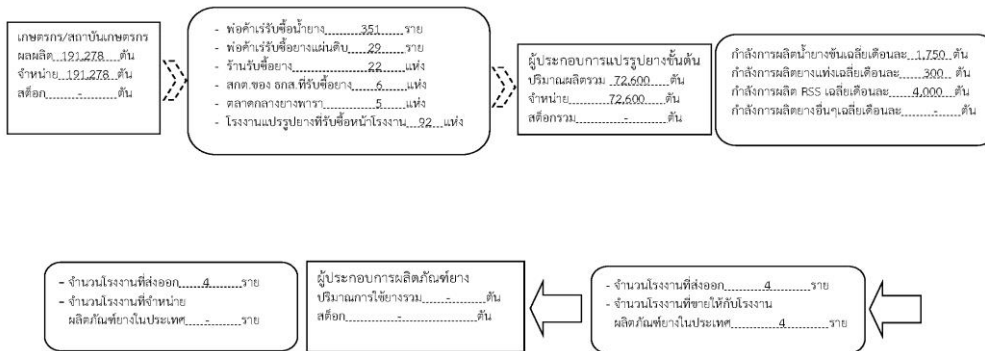 เกษตรกร/สถาบันเกษตรกร
ผลผลิต 191,278 ตัน
จำหน่าย 191,278 ตัน
สต็อก - ตัน
- พ่อค้าเร่รับซื้อน้ำยาง 351 ราย
- พ่อค้าเร่รับซื้อยางแผ่นดิบ 29 ราย
- ร้านรับซื้อยาง 22 แห่ง
- สกต.ของ ธกส.ที่รับซื้อยาง 6 แห่ง
- ตลาดกลางยางพารา 5 แห่ง
- โรงงานแปรรูปยางที่รับซื้อหน้าโรงงาน 92 แห่ง
ผู้ประกอบการแปรรูปยางขั้นต้น
ปริมาณผลิตรวม 72,600 ตัน
จำหน่าย 72,600 ตัน
สต็อกรวม - ตัน
กำลังการผลิตน้ำยางข้นเฉลี่ยเดือนละ 1,750 ตัน
กำลังการผลิตยางแท่งเฉลี่ยเดือนละ 300 ตัน
กำลังการผลิต RSS เฉลี่ยเดือนละ 4,000 ตัน
กำลังการผลิตยางอื่นๆเฉลี่ยเดือนละ - ตัน
- จำนวนโรงงานที่ส่งออก 4 ราย
- จำนวนโรงงานที่จำหน่าย
ผลิตภัณฑ์ยางในประเทศ - ราย
ผู้ประกอบการผลิตภัณฑ์ยาง
ปริมาณการใช้ยางรวม - ตัน
สต็อก - ตัน
- จำนวนโรงงานที่ส่งออก 4 ราย
- จำนวนโรงงานที่ขายให้กับโรงงาน
ผลิตภัณฑ์ยางในประเทศ 4 ราย